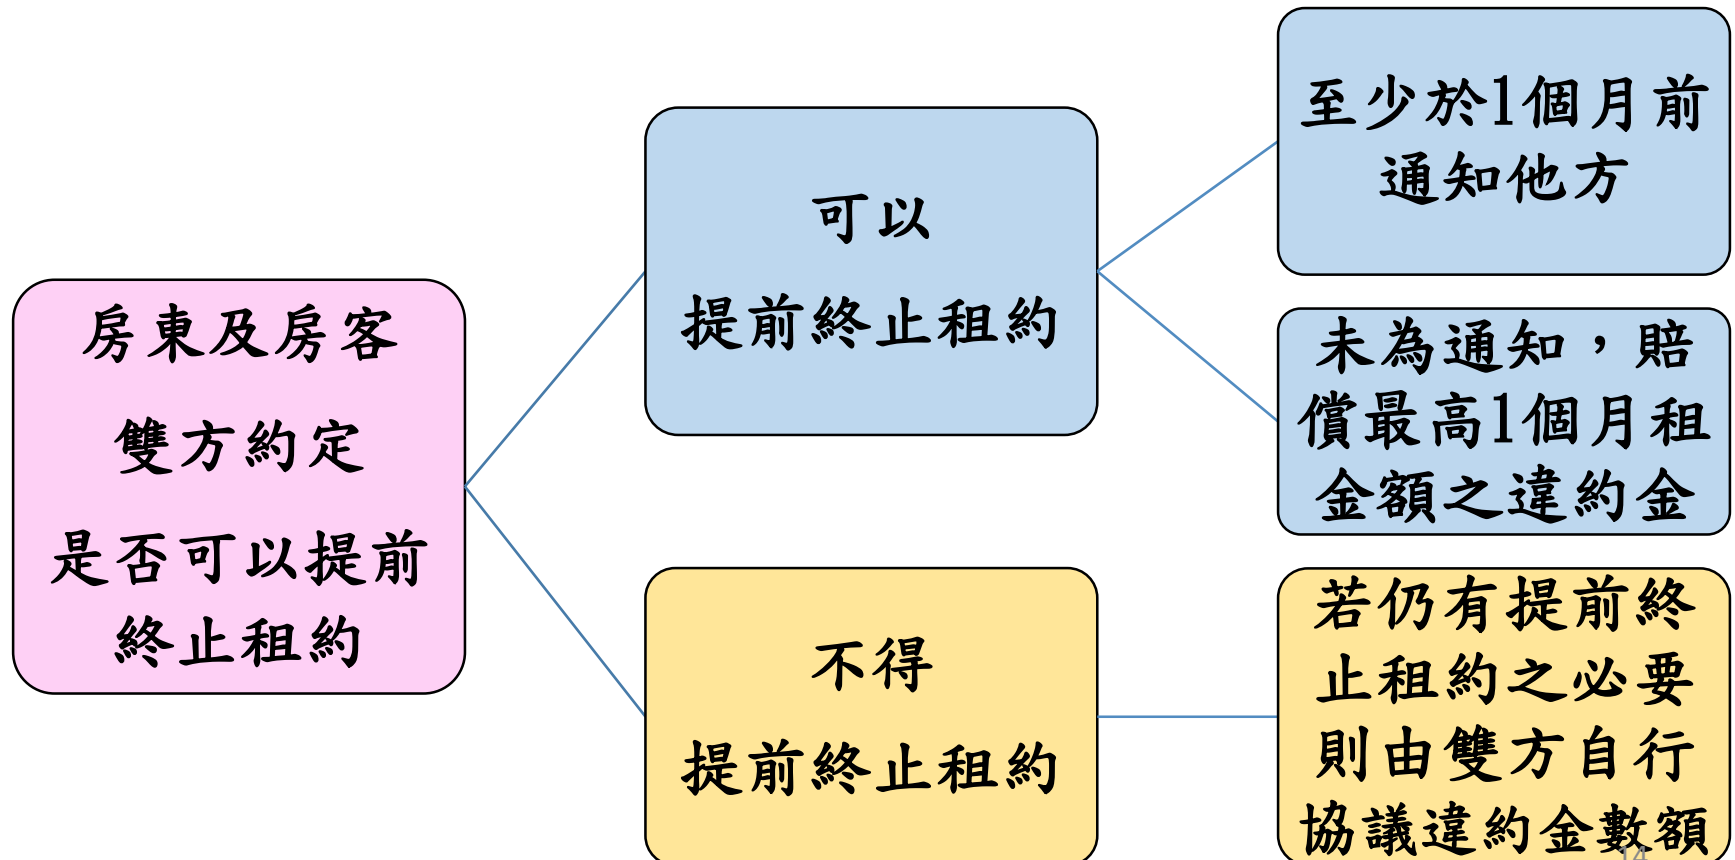 房東及房客
雙方約定
是否可以提前
終止租約
可以
提前終止租約
至少於1個月前
通知他方
未為通知，賠
償最高1個月租
金額之違約金
不得
提前終止租約
若仍有提前終
止租約之必要
則由雙方自行
協議違約金數額
14